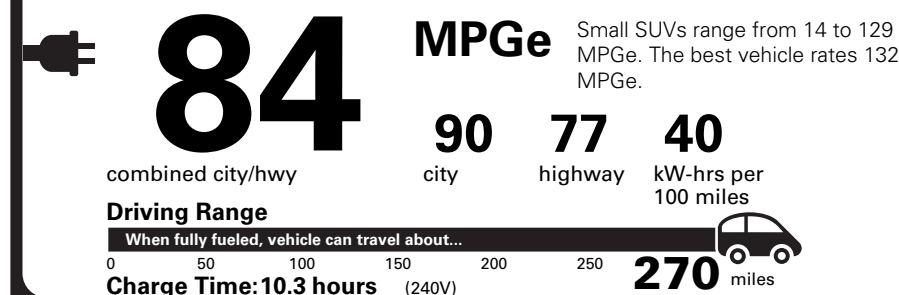 84
MPGe
Small SUVs range from 14 to 129
MPGe. The best vehicle rates 132
MPGe.
90 77 40
combined city/hwy city highway kW-hrs per
100 miles
Driving Range
When fully fueled, vehicle can travel about...
0 50 100 150 200 250 270 miles
Charge Time: 10.3 hours (240V)